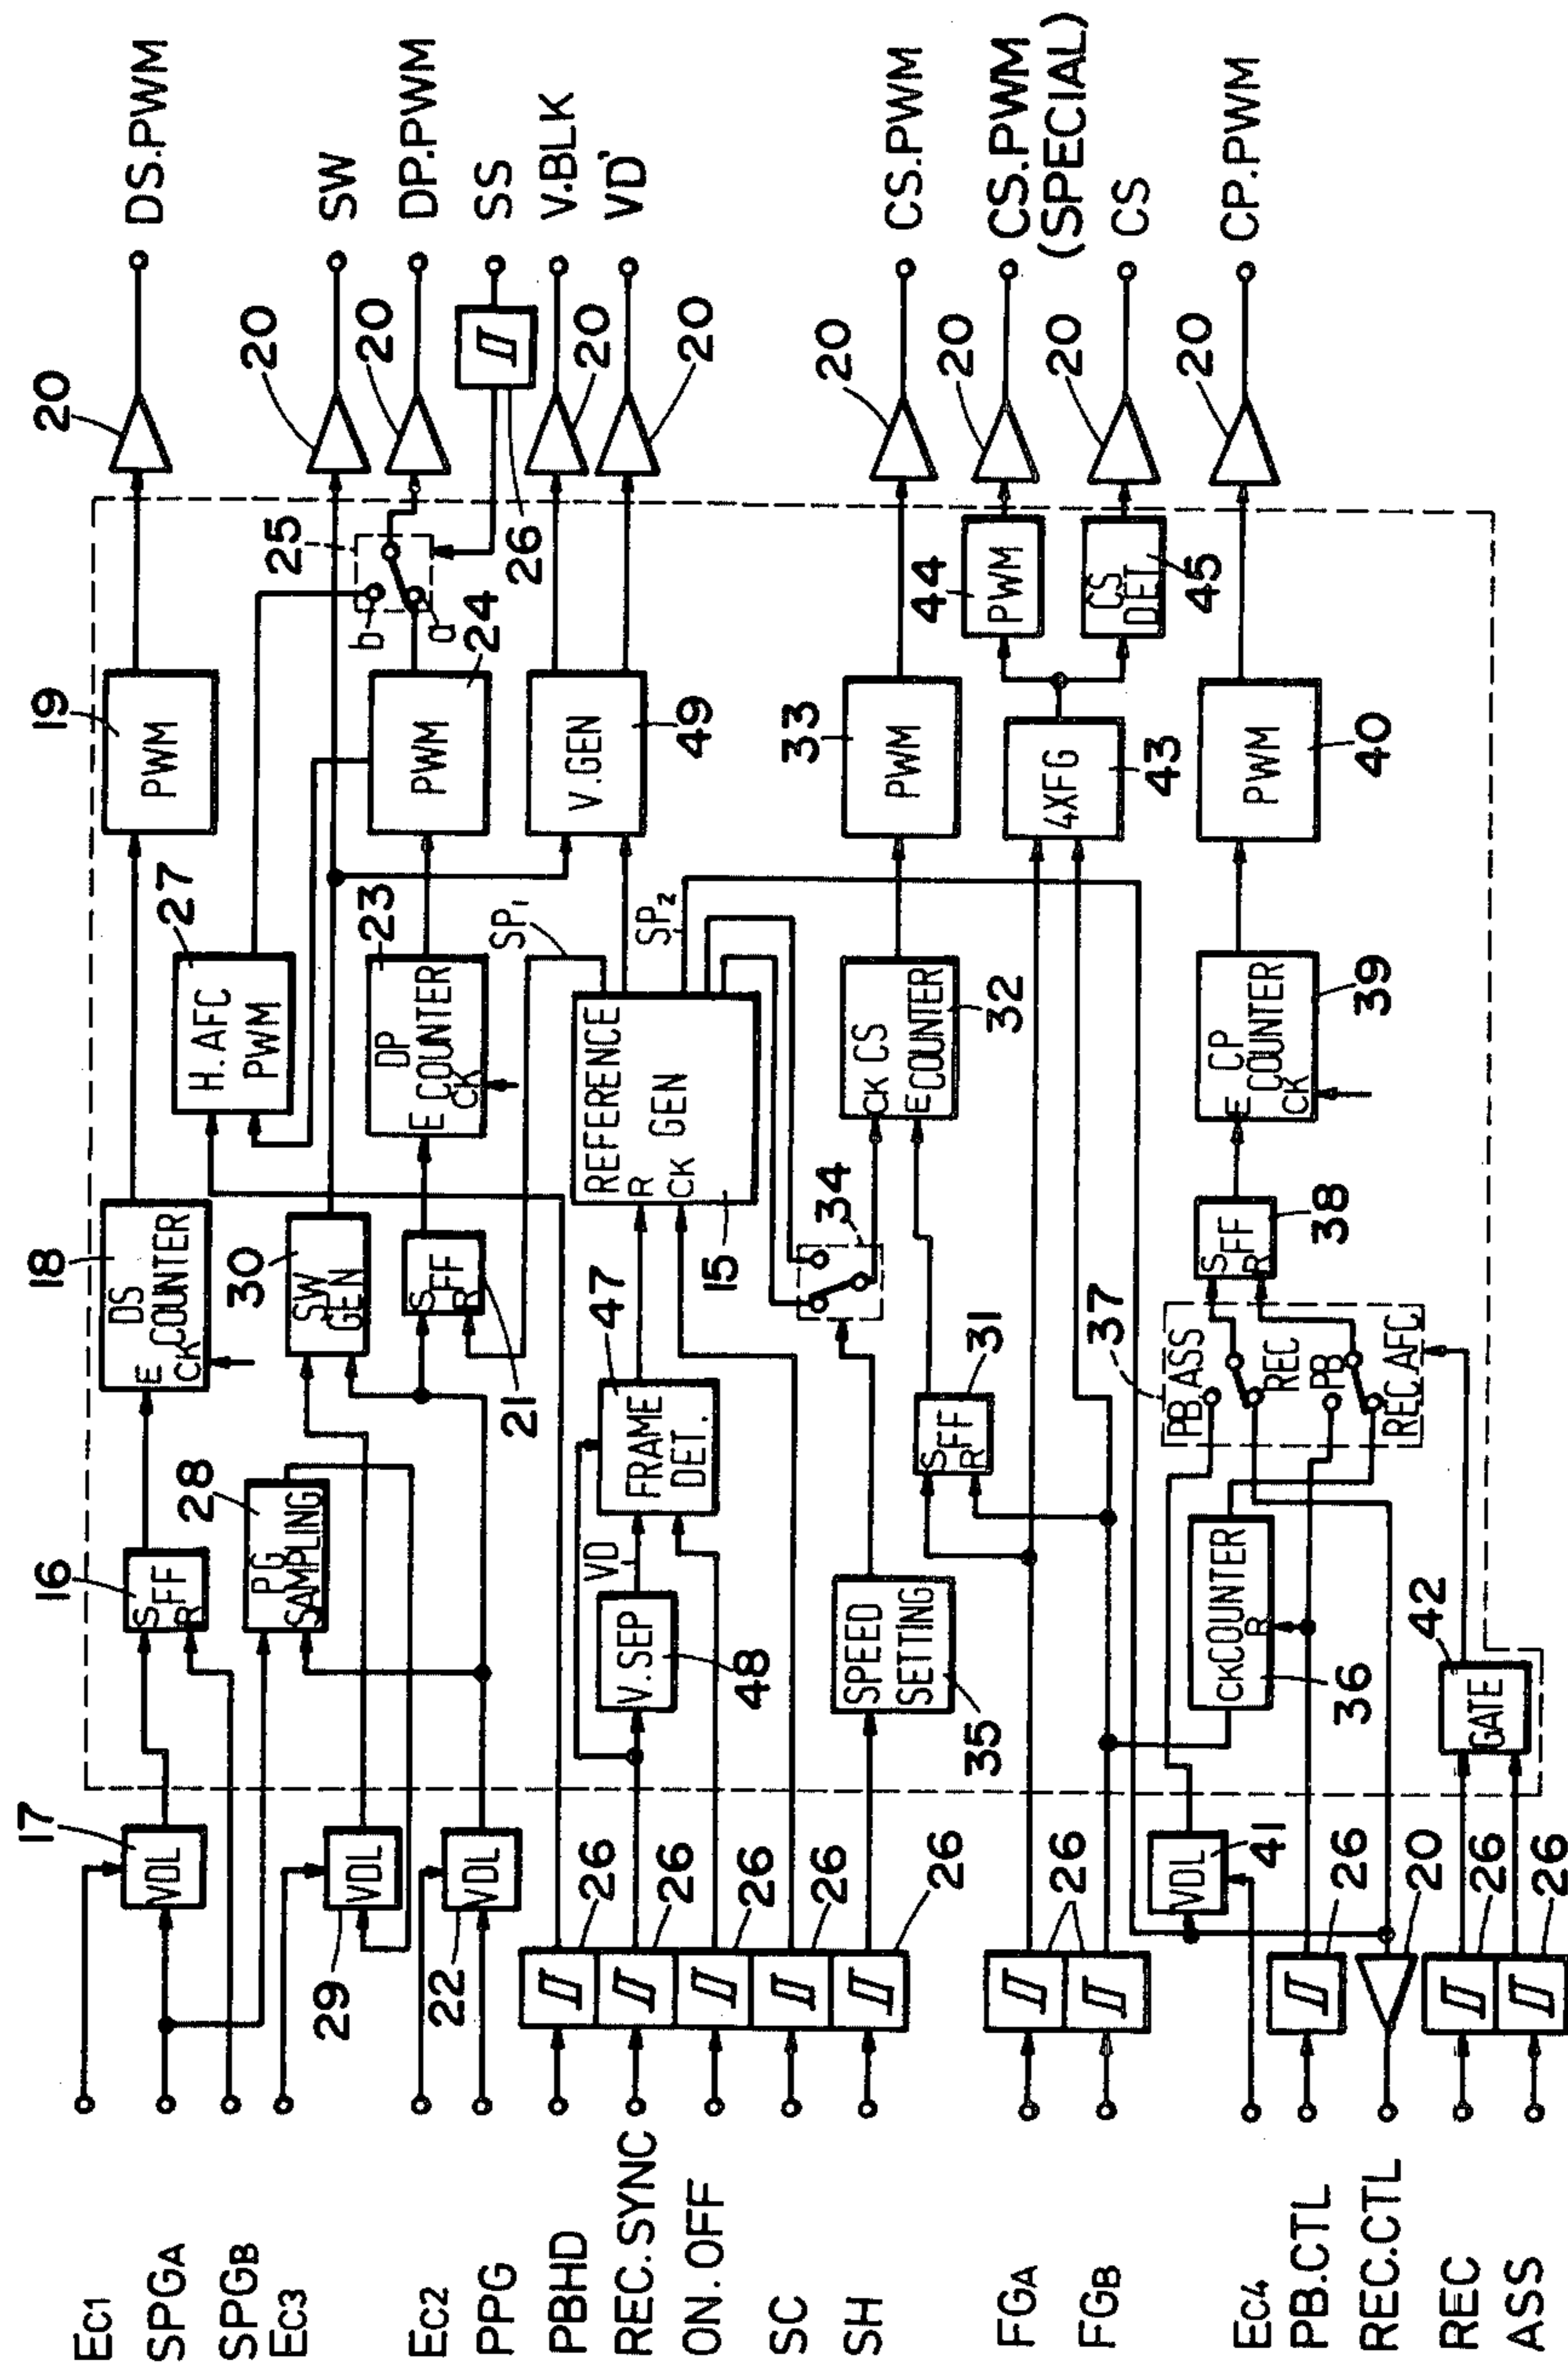 EC1
SPGA
SPGB
EC3
EC2
PPG
PBHD
REC.SYNC
ON.OFF
SC
SH
FGA
FGB
EC4
PB.CTL
REC.CTL
REC
ASS
17
VDL
29
VDL
22
VDL
26
26
26
26
26
26
VDL
41
26
20
26
26
16
S
FF
R
28
PG
SAMPLING
VD
V.SEP
48
47
FRAME
DET.
SPEED
SETTING
35
31
S
FF
R
CK COUNTER
R
36
42
GATE
37
PB,ASS
REC
PB
REC,AFC
S
FF
R
38
18
DS
E COUNTER
CK
30
SW
GEN
S
FF
R
21
27
H.AFC
PWM
23
DP
E COUNTER
CK
SP1
REFERENCE
R GEN
CK
15
SP2
34
CK CS
E COUNTER
32
CP
E COUNTER
CK
39
19
PWM
PWM
24
25
b
a
V.GEN
49
33
PWM
4XFG
43
44
PWM
CS
DET.
45
PWM
40
20
20
20
26
20
20
20
20
20
20
DS.PWM
SW
DP.PWM
SS
V.BLK
VD'
CS.PWM
CS.PWM
(SPECIAL)
CS
CP.PWM